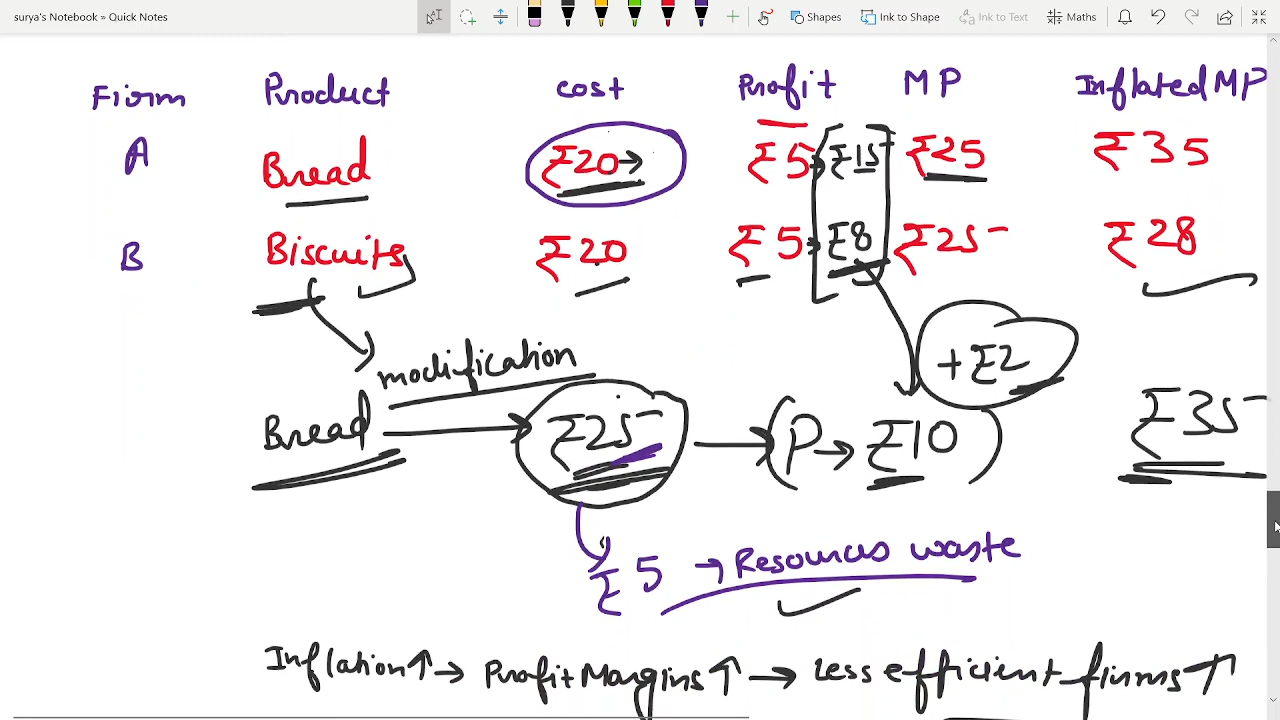 surya's Notebook » Quick Notes
Shapes Ink to Shape Ink to Text Maths
Firm Product cost Profit MP Inflated MP
A Bread ₹20→ ₹5→ ₹15 ₹25 ₹35
B Biscuits ₹20 ₹5→ ₹8 ₹25 ₹28
+₹2
modification
Bread → ₹25 → (P→ ₹10) ₹35
₹5 → Resources waste
Inflation↑ → Profit Margins↑ → Less efficient firms↑